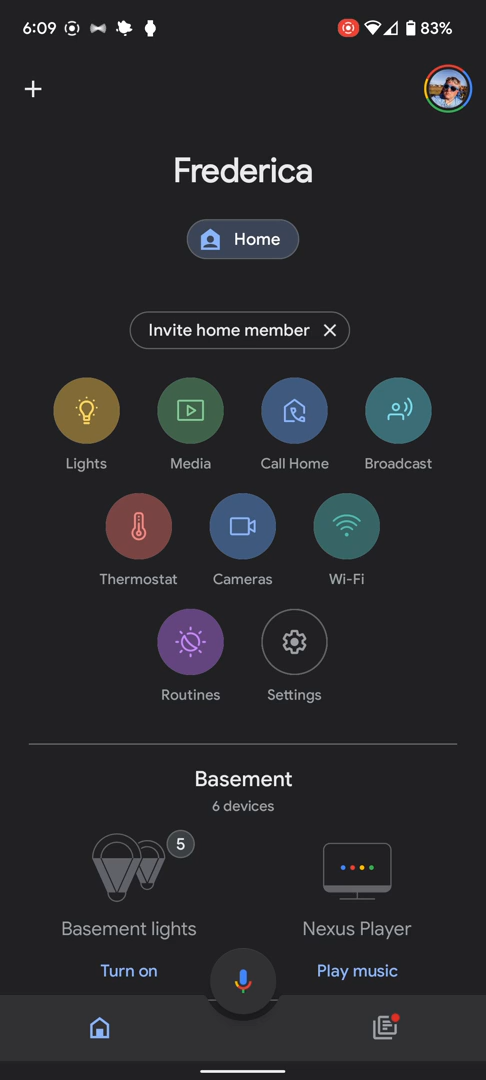 6:09 83%
Frederica
Home
Invite home member
Lights Media Call Home Broadcast
Thermostat Cameras Wi-Fi
Routines Settings
Basement
6 devices
5
Basement lights Nexus Player
Turn on Play music